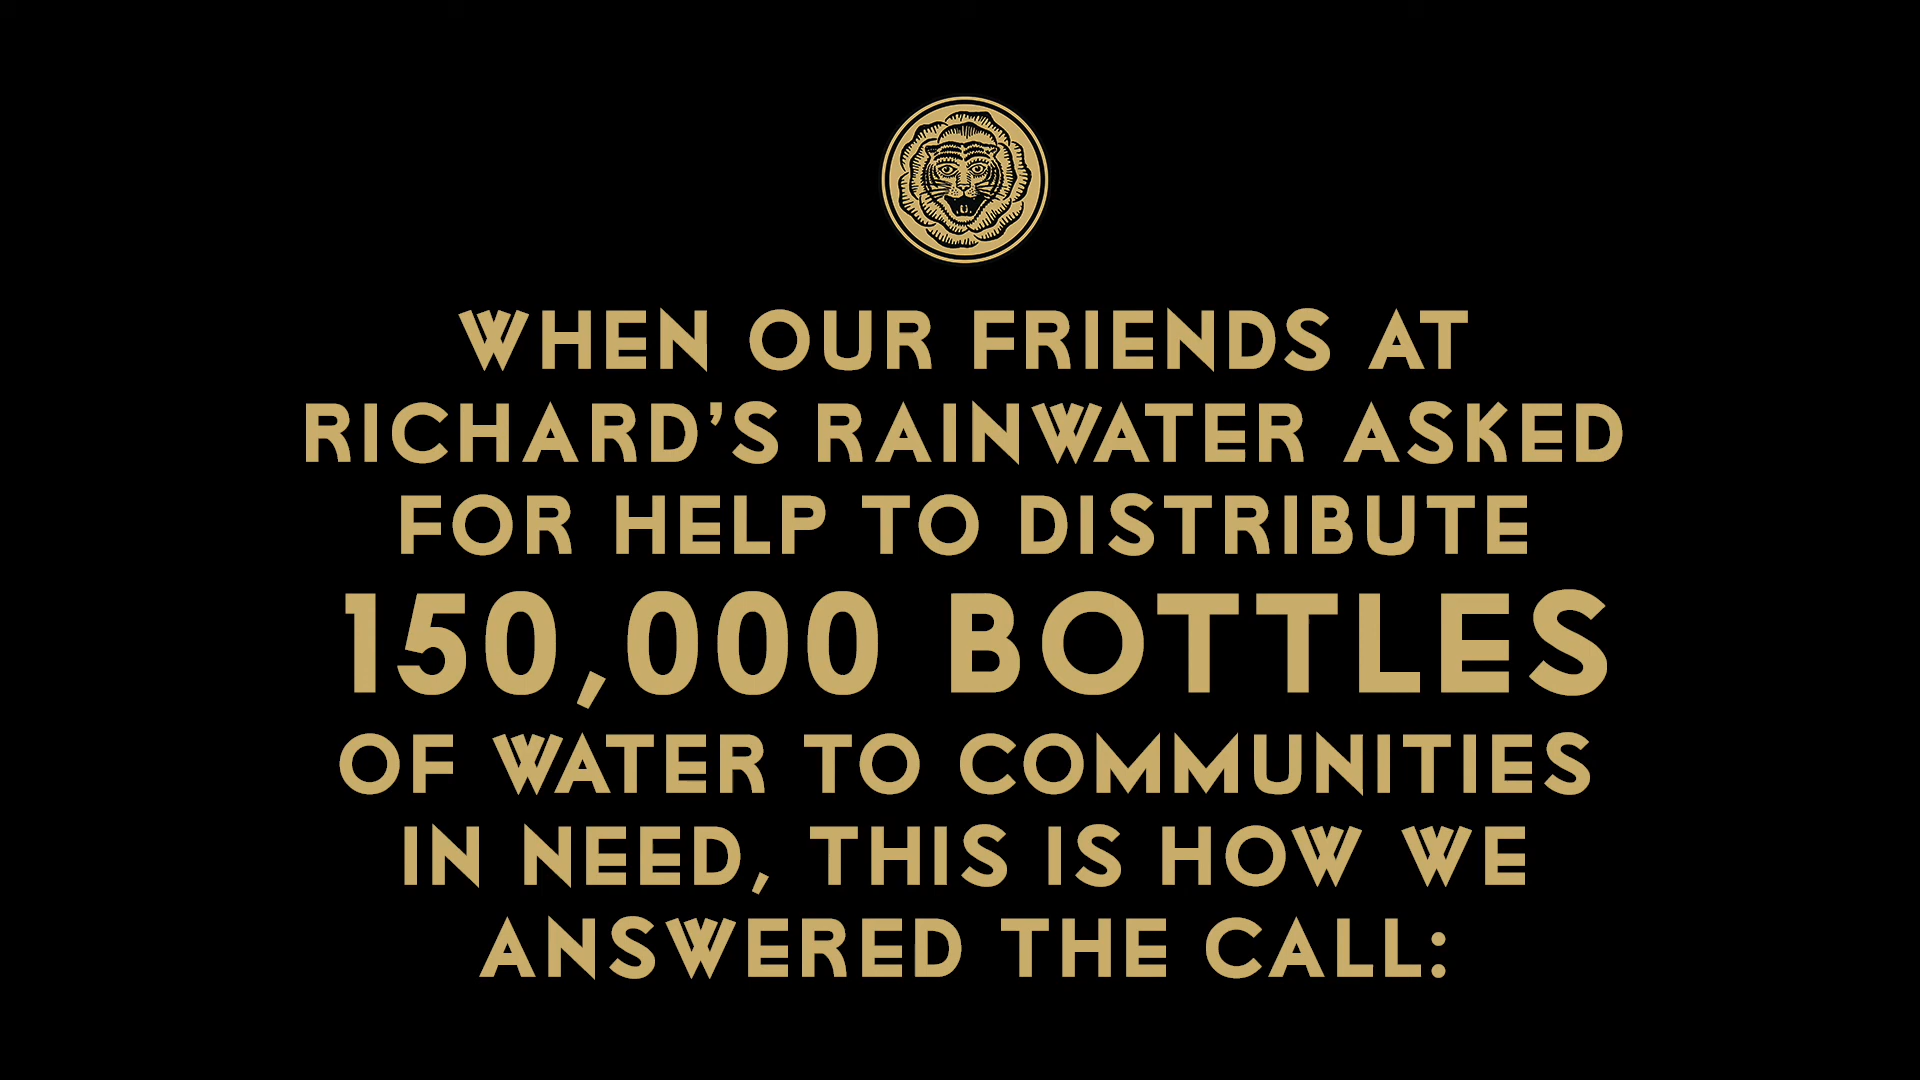 WHEN OUR FRIENDS AT
RICHARD’S RAINWATER ASKED
FOR HELP TO DISTRIBUTE
150,000 BOTTLES
OF WATER TO COMMUNITIES
IN NEED, THIS IS HOW WE
ANSWERED THE CALL: